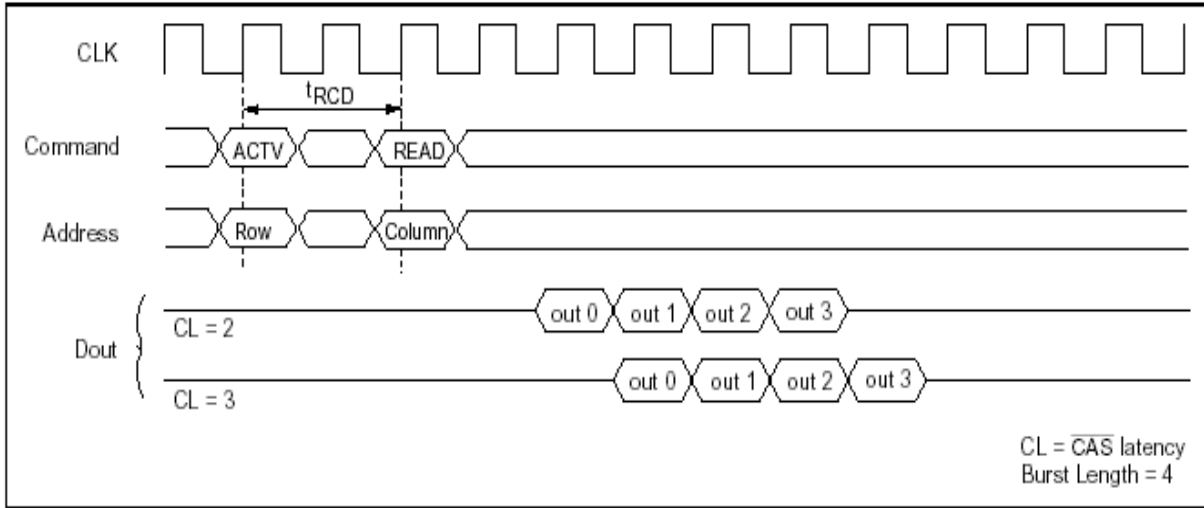 CLK
tRCD
Command
ACTV
READ
Address
Row
Column
Dout
CL = 2
out 0
out 1
out 2
out 3
CL = 3
out 0
out 1
out 2
out 3
CL = CAS latency
Burst Length = 4